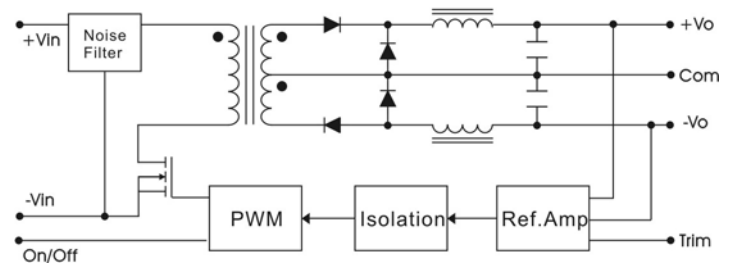 +Vin
Noise
Filter
+Vo
Com
-Vo
-Vin
PWM
Isolation
Ref.Amp
Trim
On/Off